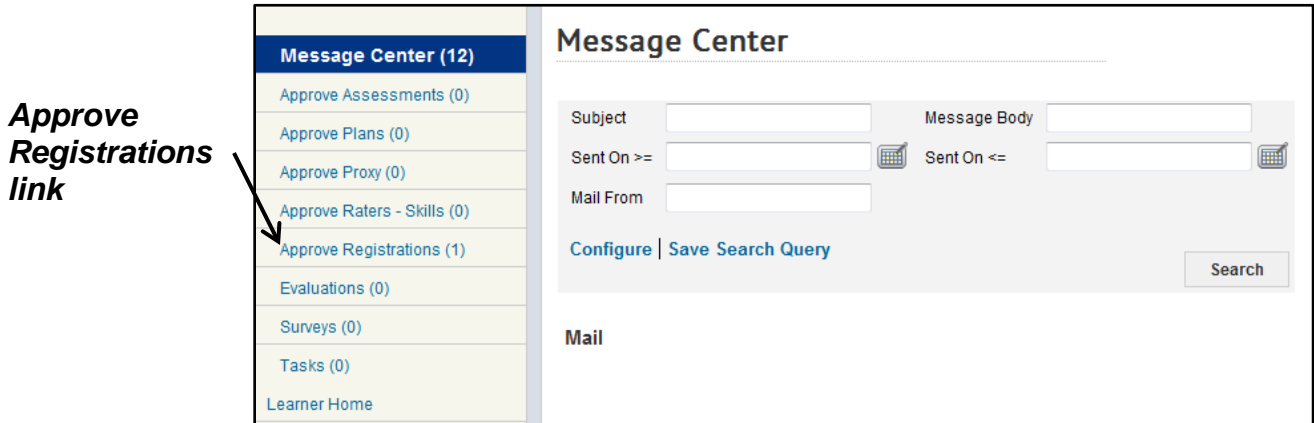 Approve
Registrations
link
Message Center (12)
Approve Assessments (0)
Approve Plans (0)
Approve Proxy (0)
Approve Raters - Skills (0)
Approve Registrations (1)
Evaluations (0)
Surveys (0)
Tasks (0)
Learner Home
Message Center
Subject
Message Body
Sent On >=
Sent On <=
Mail From
Configure | Save Search Query
Search
Mail